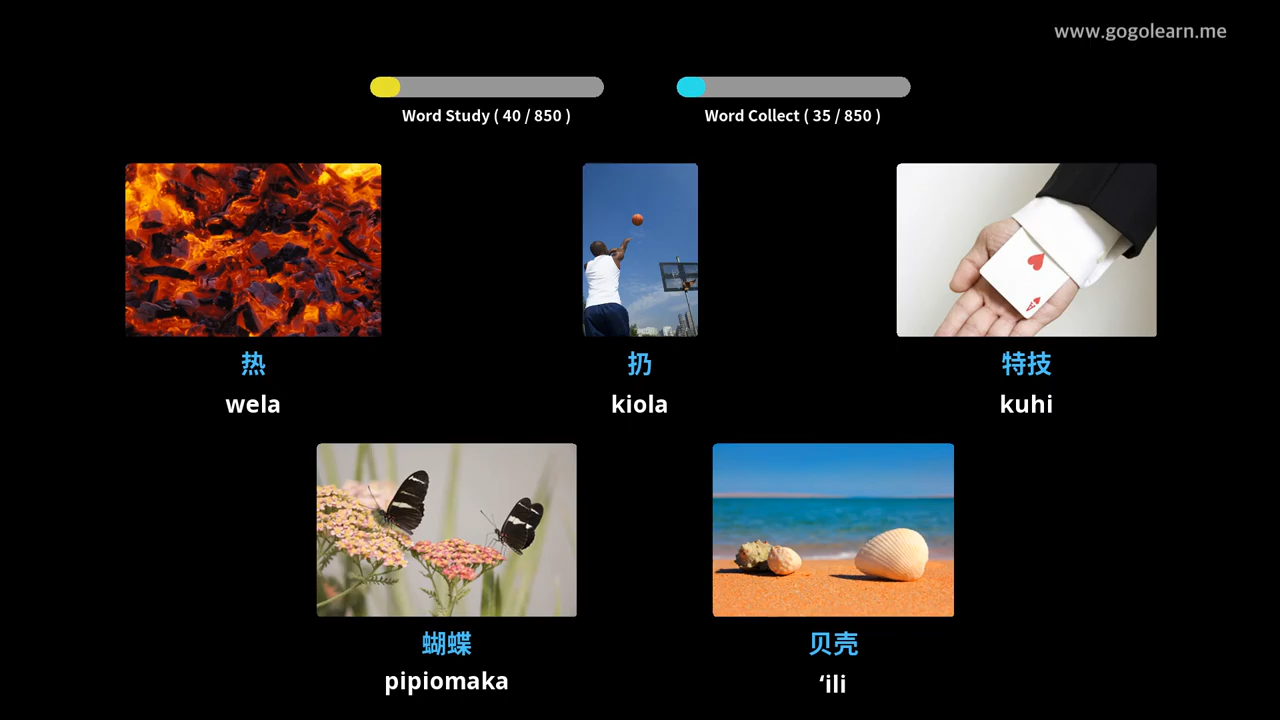 www.gogolearn.me
Word Study ( 40 / 850 )
Word Collect ( 35 / 850 )
热
wela
扔
kiola
特技
kuhi
蝴蝶
pipiomaka
贝壳
‘ili